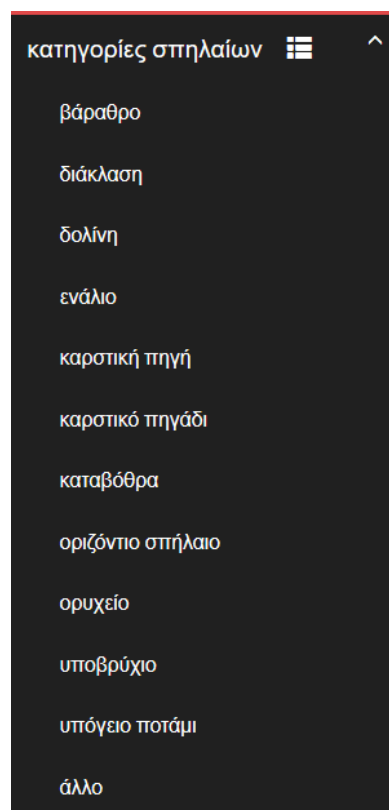 κατηγορίες σπηλαίων
βάραθρο
διάκλαση
δολίνη
ενάλιο
καρστική πηγή
καρστικό πηγάδι
καταβόθρα
οριζόντιο σπήλαιο
ορυχείο
υποβρύχιο
υπόγειο ποτάμι
άλλο